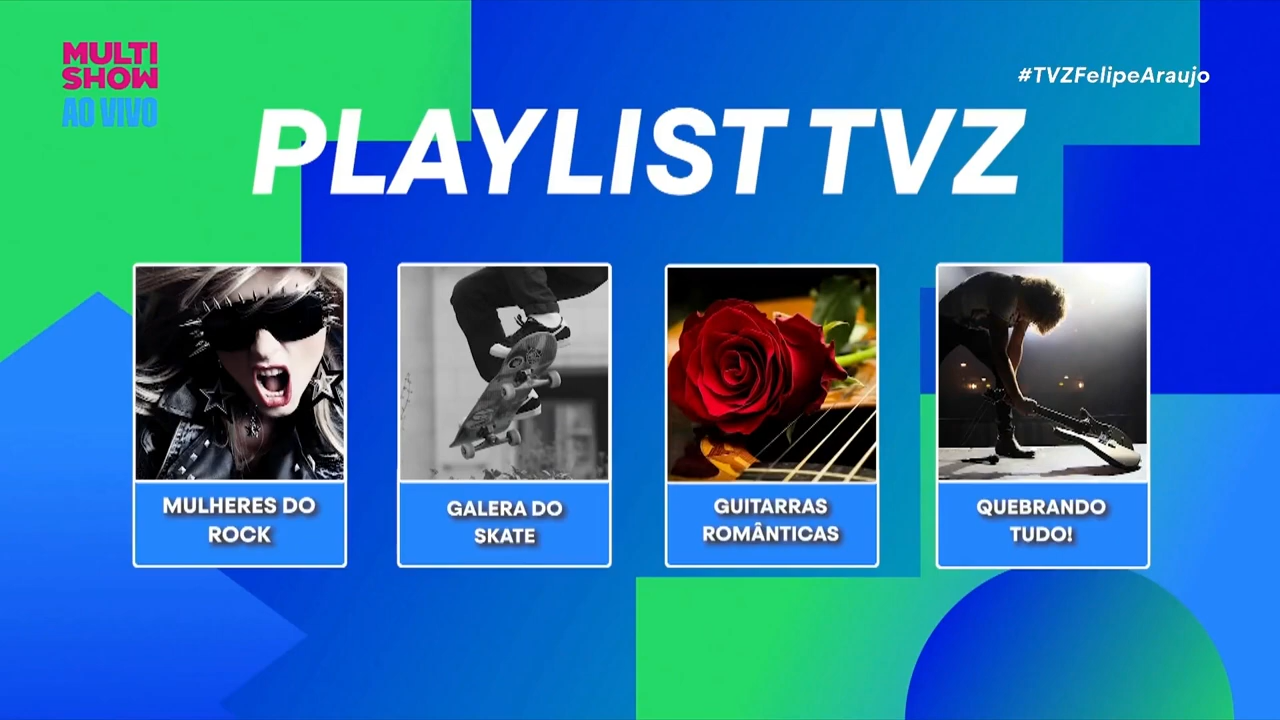 MULTI
SHOW
AO VIVO
#TVZFelipeAraujo
PLAYLIST TVZ
MULHERES DO
ROCK
GALERA DO
SKATE
GUITARRAS
ROMÂNTICAS
QUEBRANDO
TUDO!